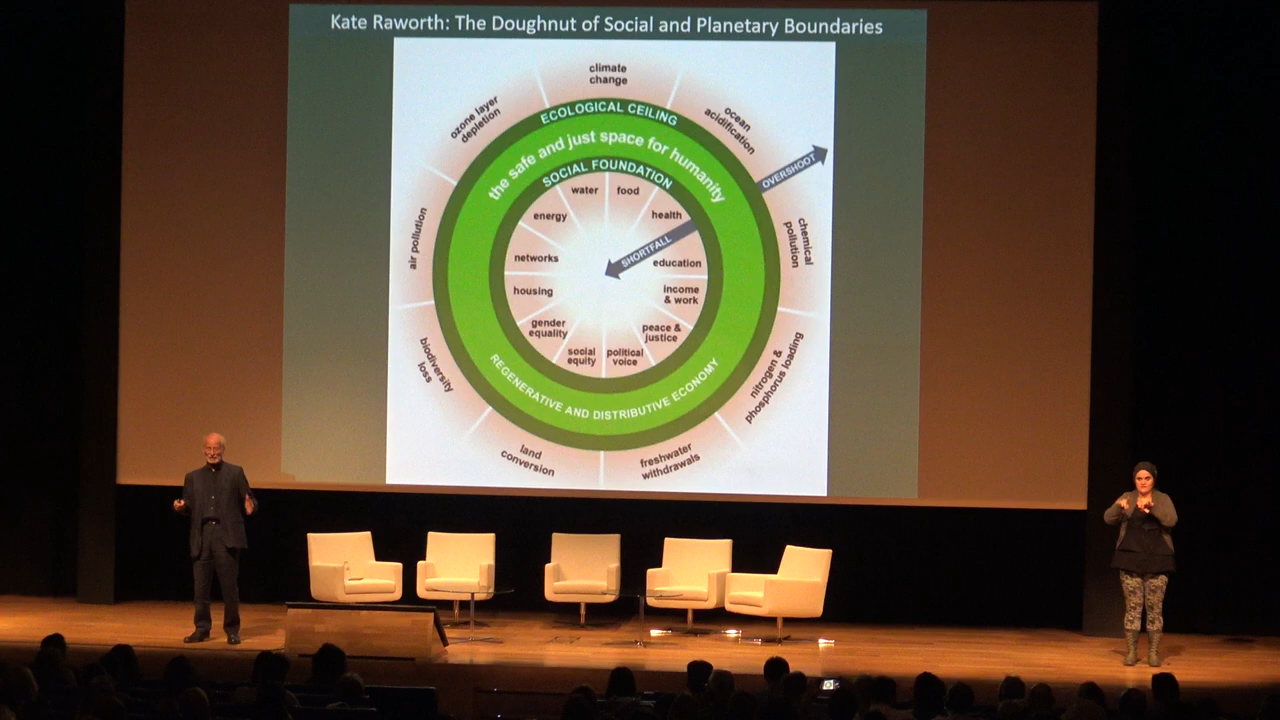 Kate Raworth: The Doughnut of Social and Planetary Boundaries
climate
change
ozone layer
depletion
ocean
acidification
ECOLOGICAL CEILING
the safe and just space for humanity
SOCIAL FOUNDATION
OVERSHOOT
water
food
energy
health
SHORTFALL
air pollution
chemical
pollution
networks
education
housing
income
& work
gender
equality
peace &
justice
social
equity
political
voice
biodiversity
loss
nitrogen &
phosphorus loading
REGENERATIVE AND DISTRIBUTIVE ECONOMY
land
conversion
freshwater
withdrawals